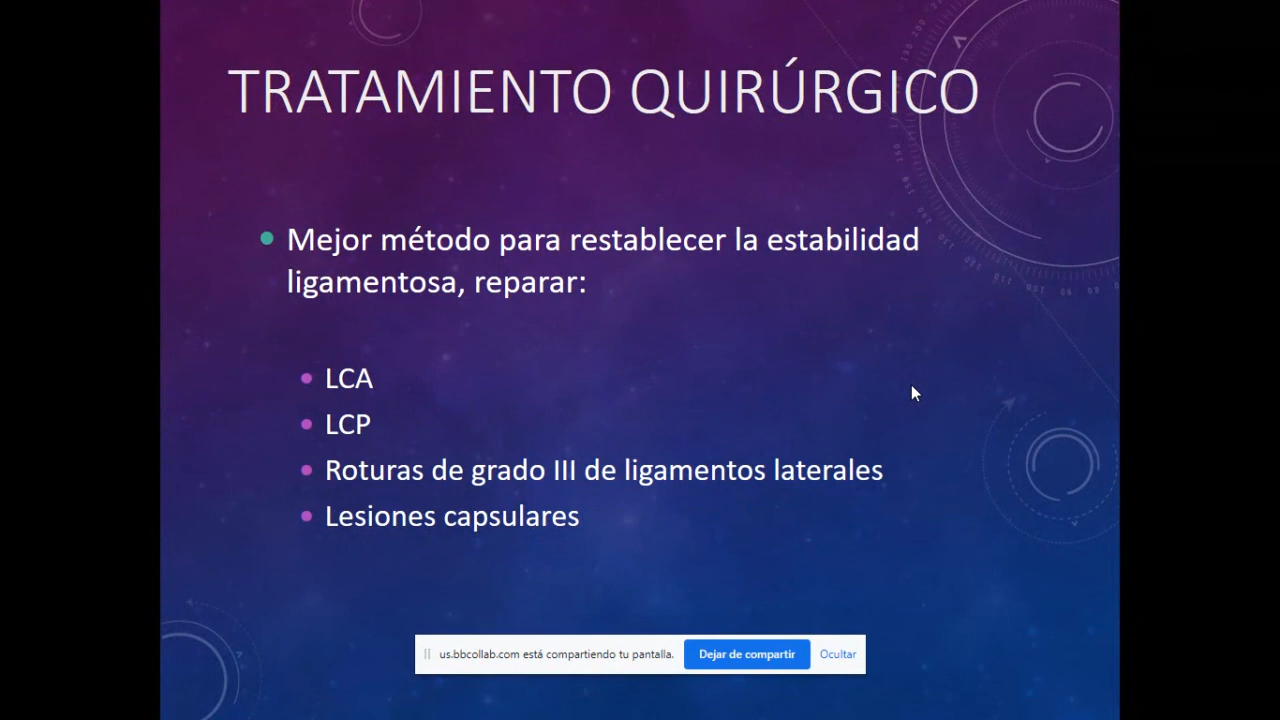 TRATAMIENTO QUIRÚRGICO
Mejor método para restablecer la estabilidad
ligamentosa, reparar:
LCA
LCP
Roturas de grado III de ligamentos laterales
Lesiones capsulares
us.bbcollab.com está compartiendo tu pantalla. Dejar de compartir Ocultar